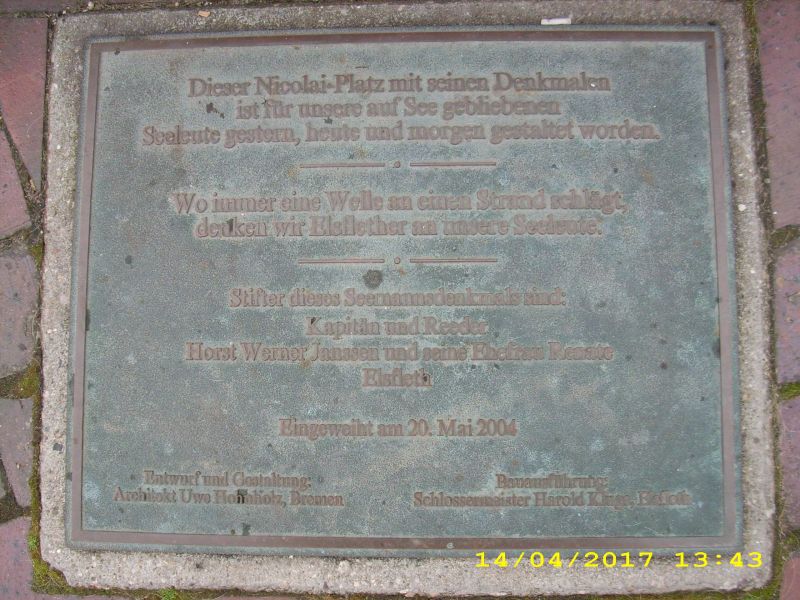 Dieser Nicolai-Platz mit seinen Denkmalen
ist für unsere auf See gebliebenen
Seeleute gestern, heute und morgen gestaltet worden.
Wo immer eine Welle an einen Strand schlägt,
denken wir Elsflether an unsere Seeleute.
Stifter dieses Seemannsdenkmals sind:
Kapitän und Reeder
Horst Werner Janssen und seine Ehefrau Renate
Elsfleth
Eingeweiht am 20. Mai 2004
Entwurf und Gestaltung:
Architekt Uwe Bremen
Bauausführung:
Schlossermeister Harold Elsfleth
14/04/2017 13:43